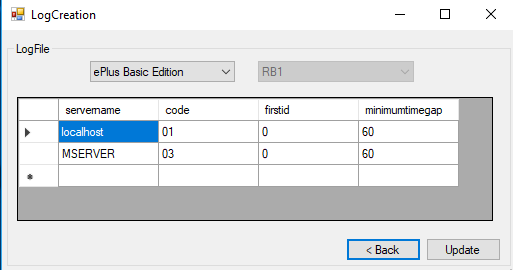 LogCreation
LogFile
ePlus Basic Edition RB1
servername code firstid minimumtimegap
localhost 01 0 60
MSERVER 03 0 60
< Back Update